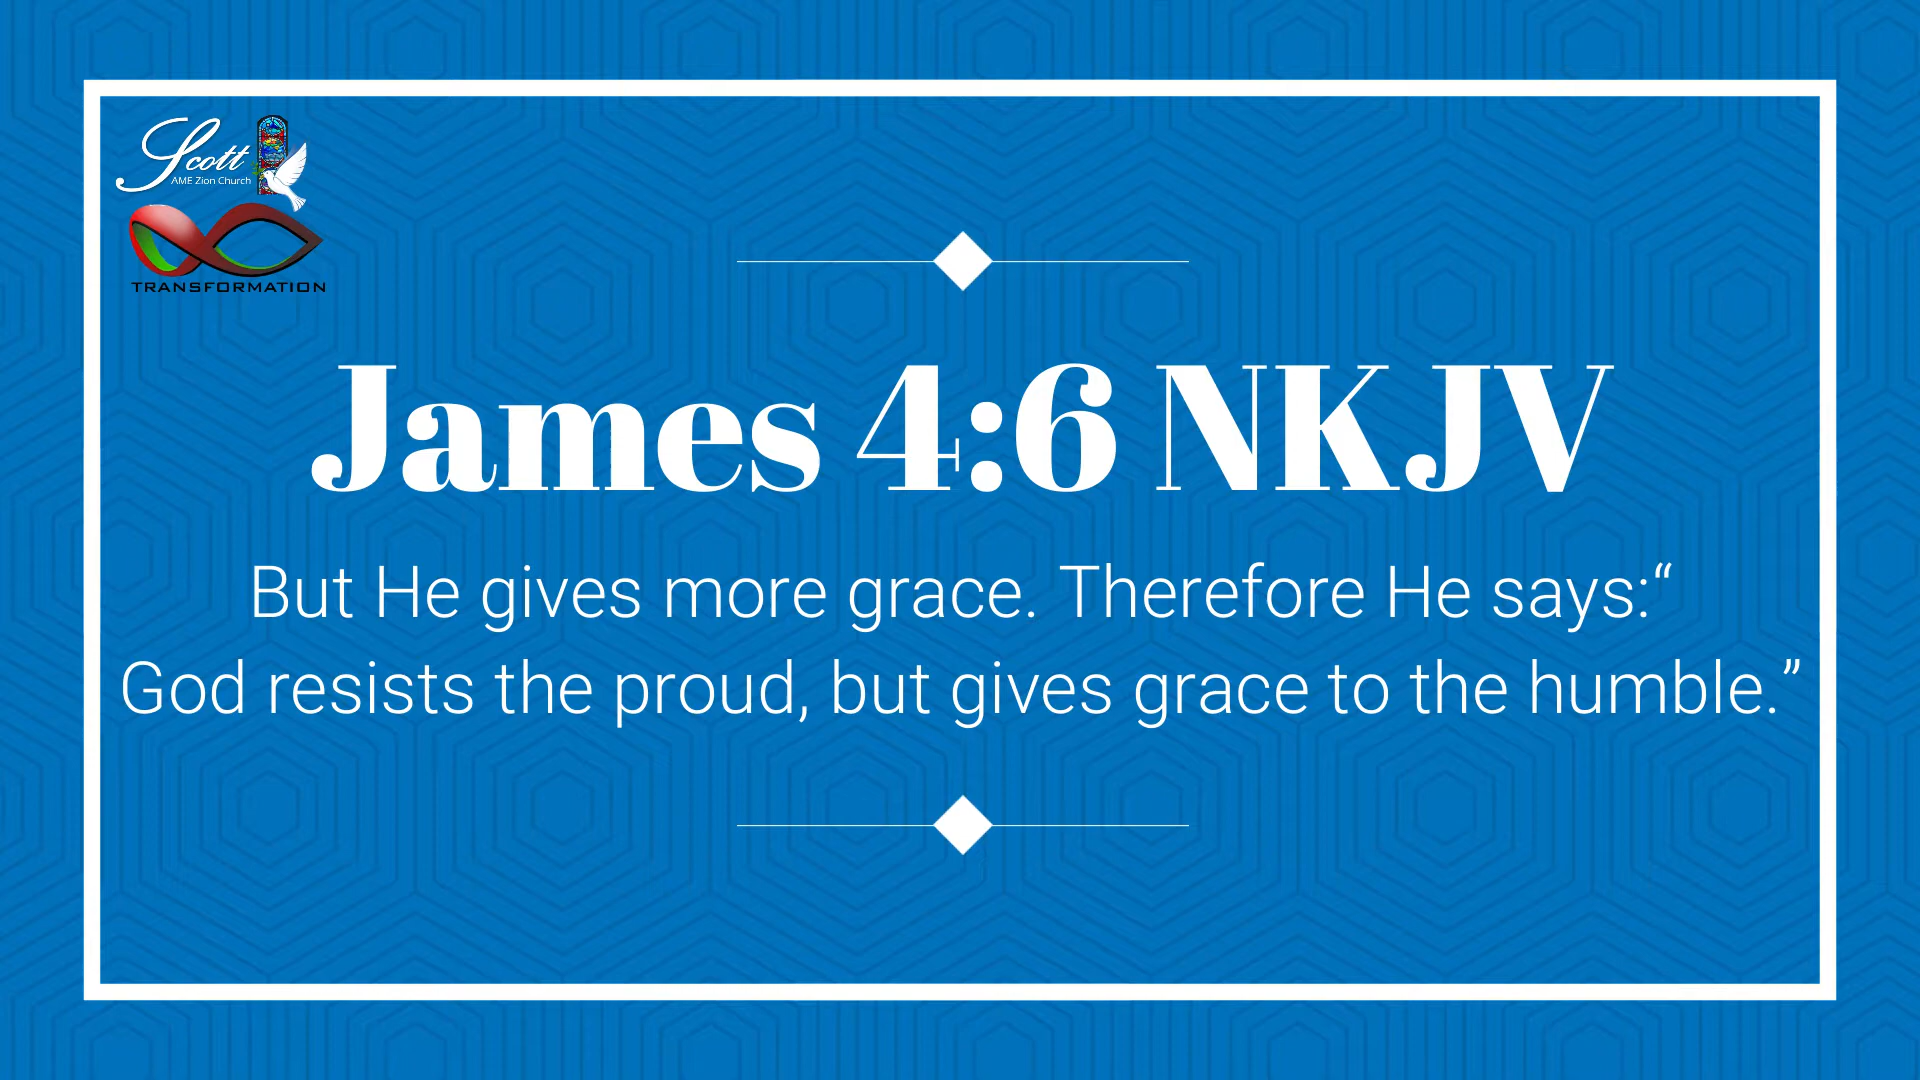 Scott
AME Zion Church
TRANSFORMATION
James 4:6 NKJV
But He gives more grace. Therefore He says:“
God resists the proud, but gives grace to the humble.”